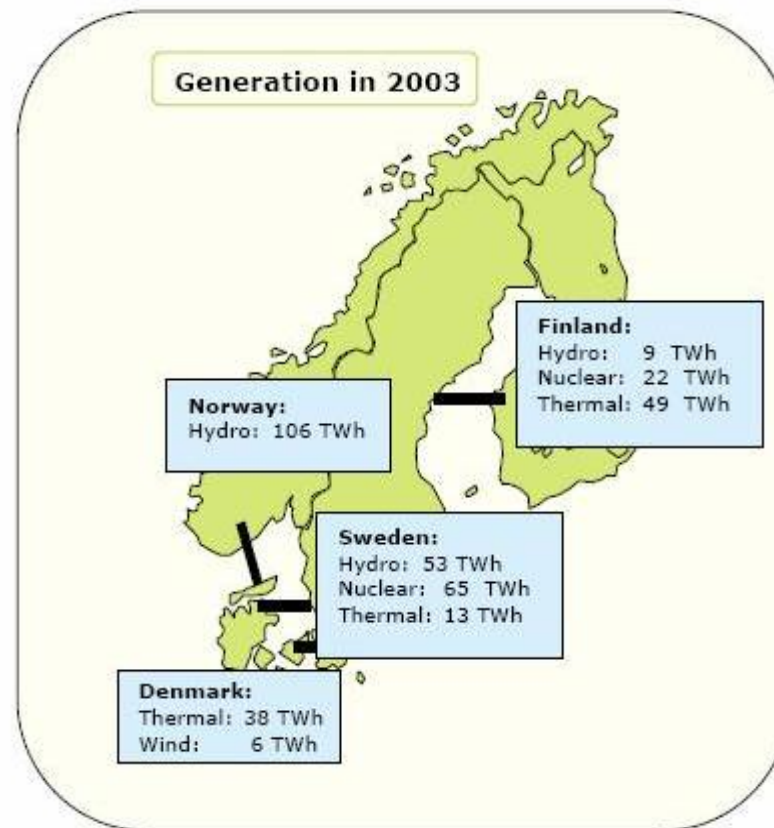 Generation in 2003
Finland:
Hydro: 9 TWh
Nuclear: 22 TWh
Thermal: 49 TWh
Norway:
Hydro: 106 TWh
Sweden:
Hydro: 53 TWh
Nuclear: 65 TWh
Thermal: 13 TWh
Denmark:
Thermal: 38 TWh
Wind: 6 TWh